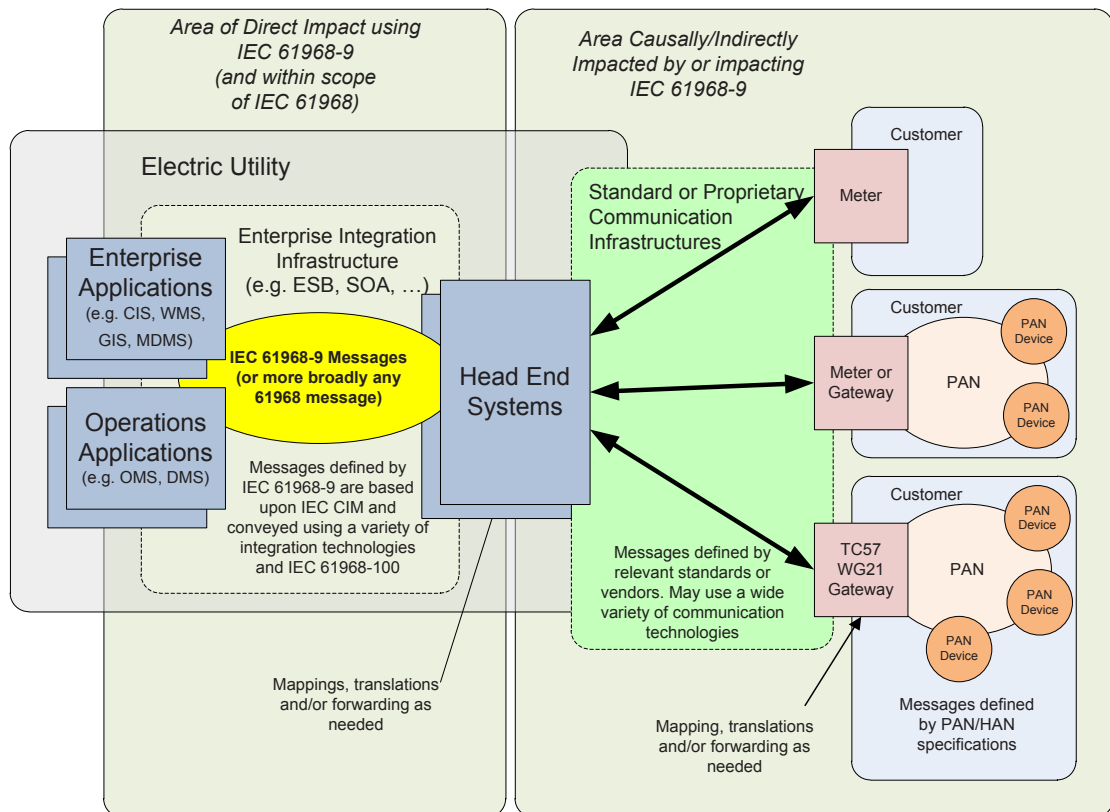 Area of Direct Impact using
IEC 61968-9
(and within scope
of IEC 61968)
Area Causally/Indirectly
Impacted by or impacting
IEC 61968-9
Electric Utility
Enterprise Integration
Infrastructure
(e.g. ESB, SOA, …)
Enterprise
Applications
(e.g. CIS, WMS,
GIS, MDMS)
IEC 61968-9 Messages
(or more broadly any
61968 message)
Operations
Applications
(e.g. OMS, DMS)
Messages defined by
IEC 61968-9 are based
upon IEC CIM and
conveyed using a variety of
integration technologies
and IEC 61968-100
Head End
Systems
Mappings, translations
and/or forwarding as
needed
Standard or Proprietary
Communication
Infrastructures
Messages defined by
relevant standards or
vendors. May use a wide
variety of communication
technologies
Customer
Meter
Customer
Meter or
Gateway
PAN
PAN
Device
PAN
Device
Customer
TC57
WG21
Gateway
PAN
PAN
Device
PAN
Device
PAN
Device
Messages defined
by PAN/HAN
specifications
Mapping, translations
and/or forwarding as
needed